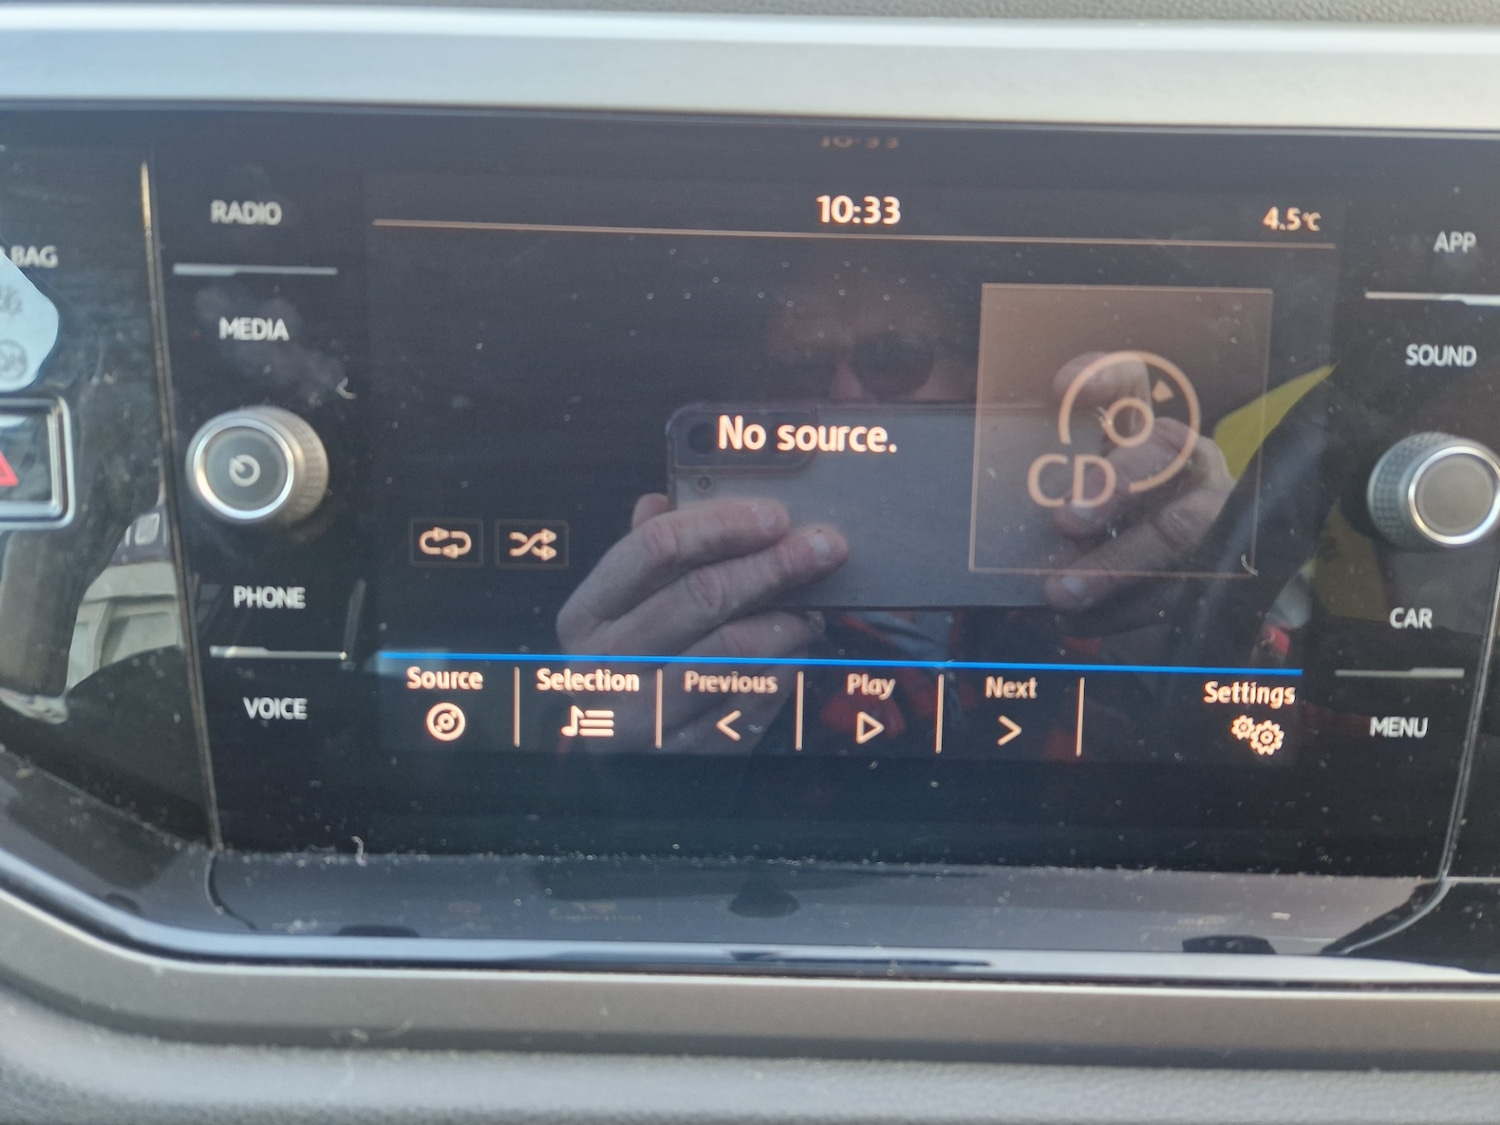 10:33
4.5°C
RADIO
BAG
APP
MEDIA
SOUND
No source.
CD
PHONE
CAR
Source
Selection
Previous
Play
Next
Settings
VOICE
MENU